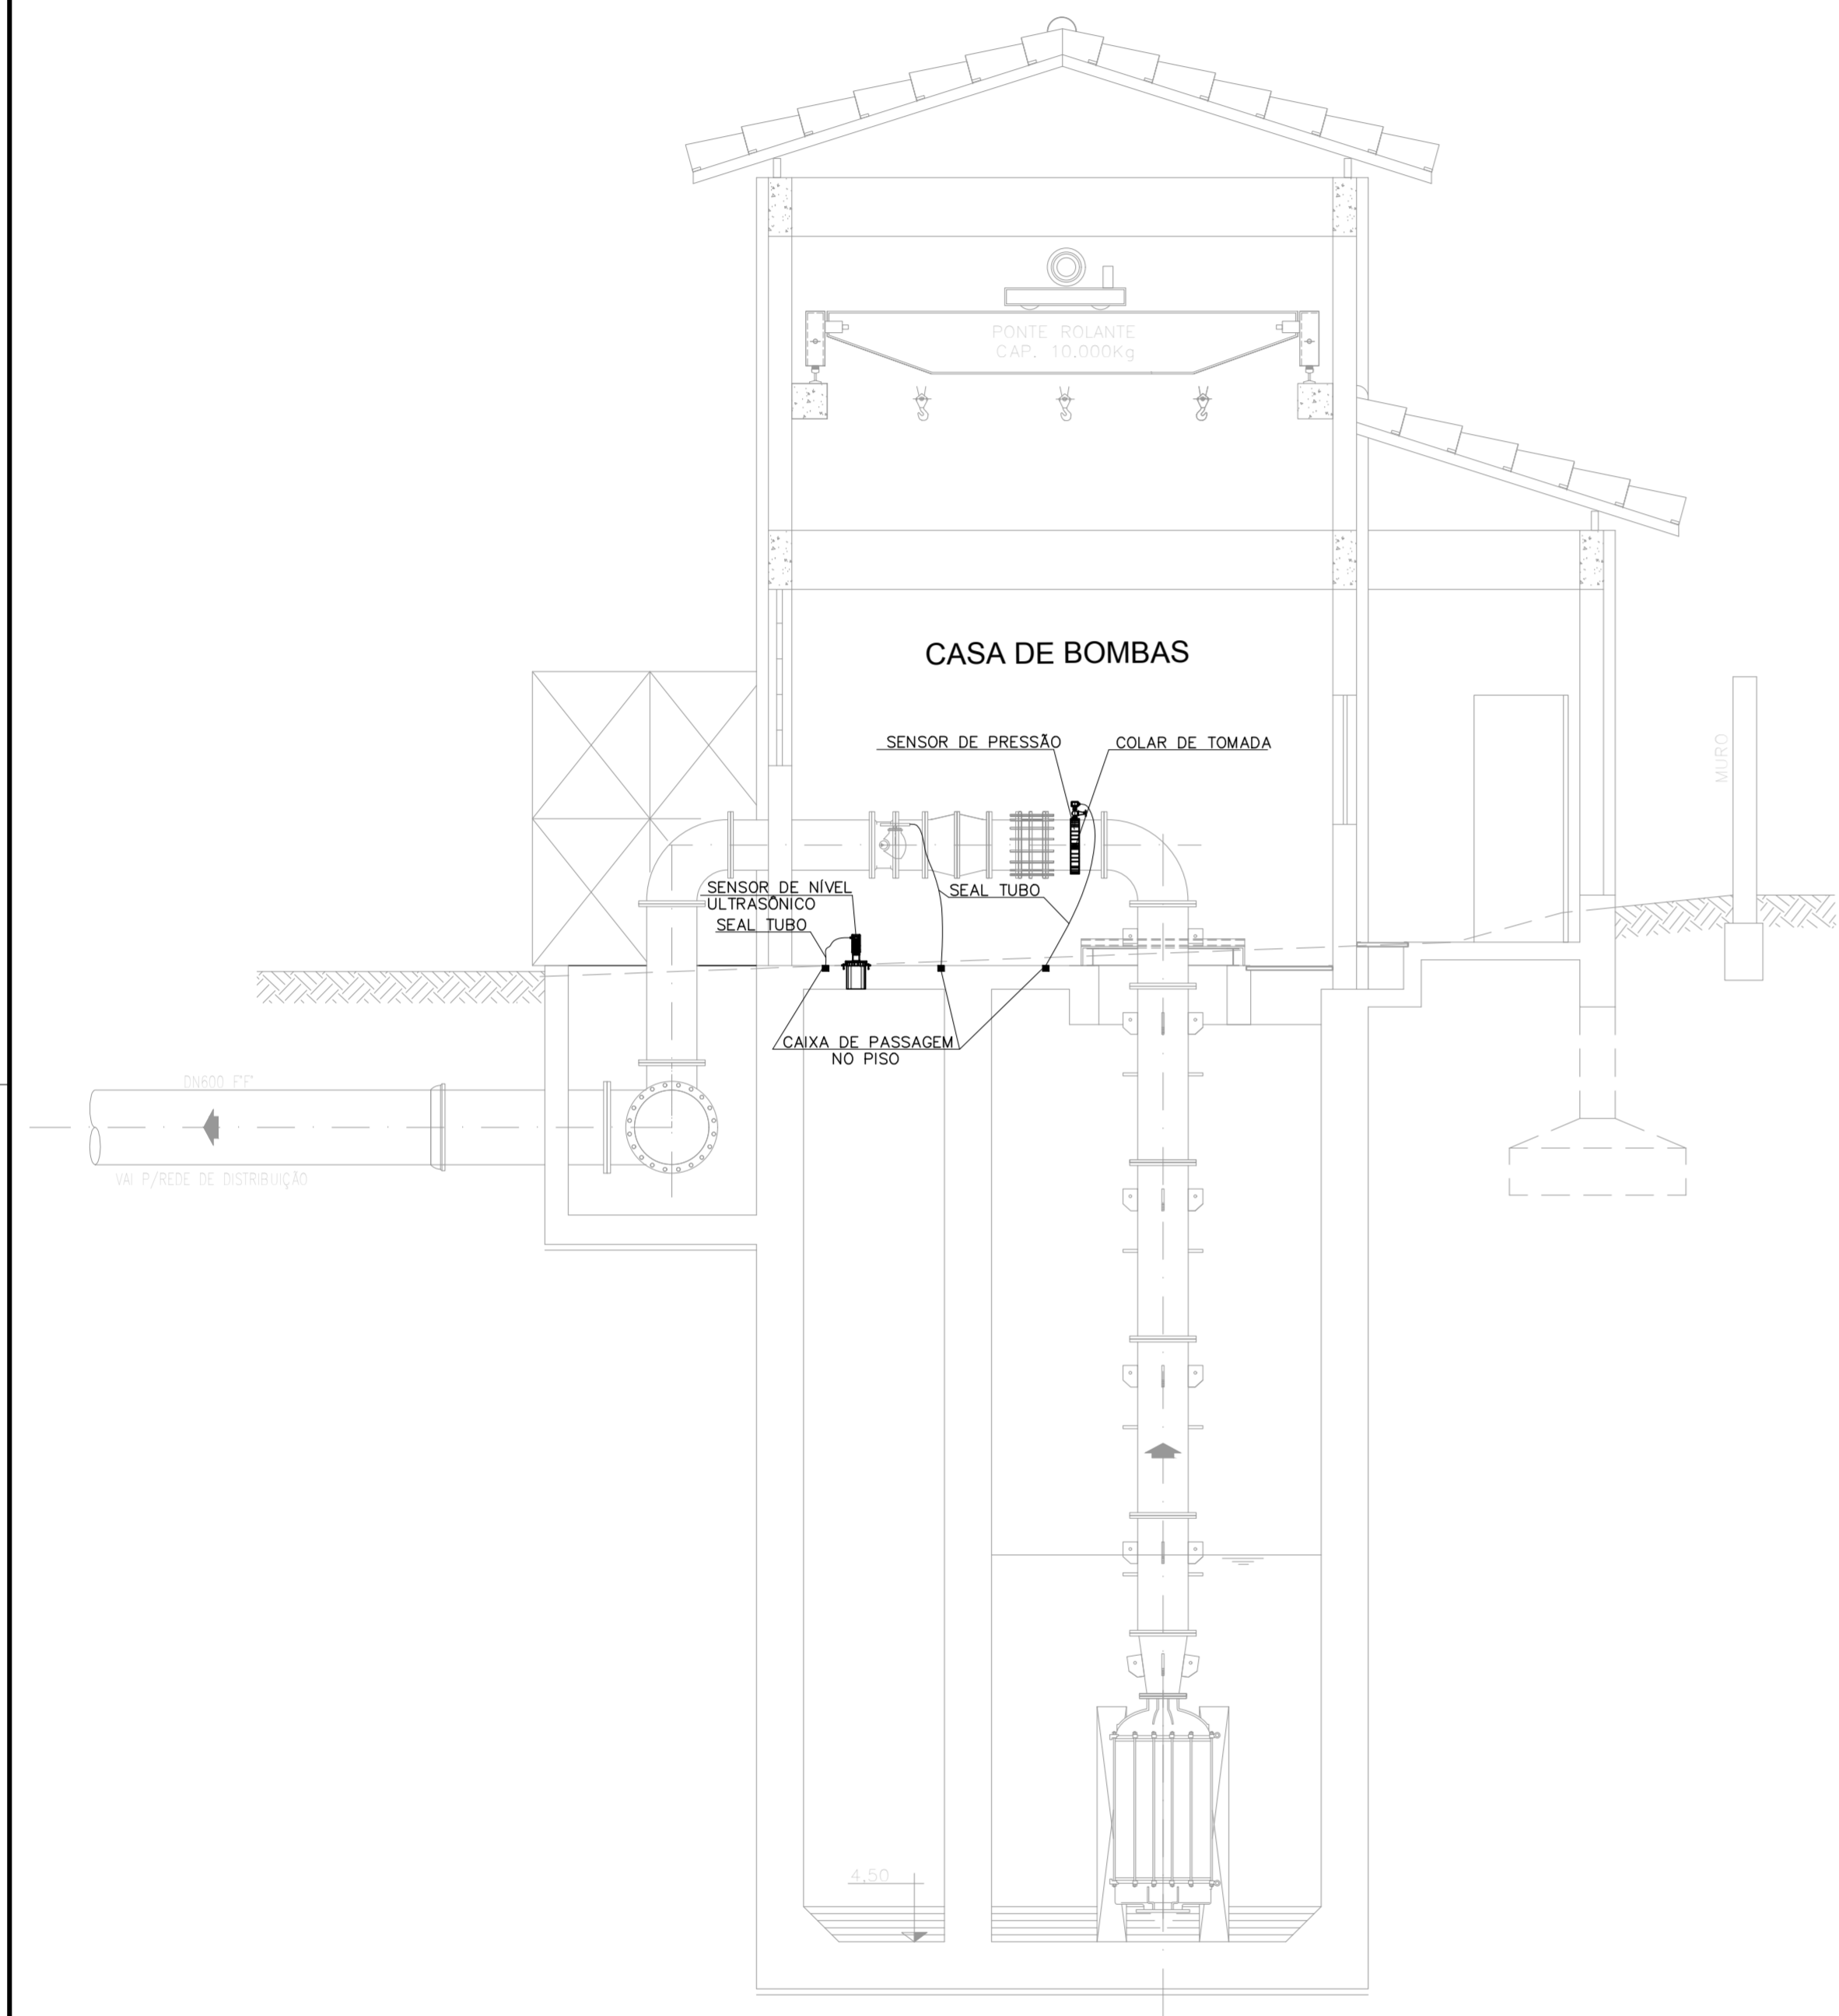 PONTE ROLANTE
CAP. 10.000Kg
CASA DE BOMBAS
SENSOR DE PRESSÃO
COLAR DE TOMADA
MURO
SENSOR DE NÍVEL
ULTRASÔNICO
SEAL TUBO
SEAL TUBO
CAIXA DE PASSAGEM
NO PISO
DN600 FºFº
VAI P/REDE DE DISTRIBUIÇÃO
4,50